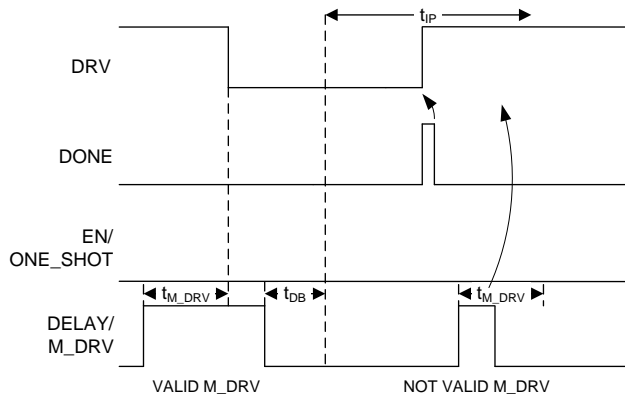 t_IP
DRV
DONE
EN/
ONE_SHOT
t_M_DRV
t_DB
t_M_DRV
DELAY/
M_DRV
VALID M_DRV
NOT VALID M_DRV